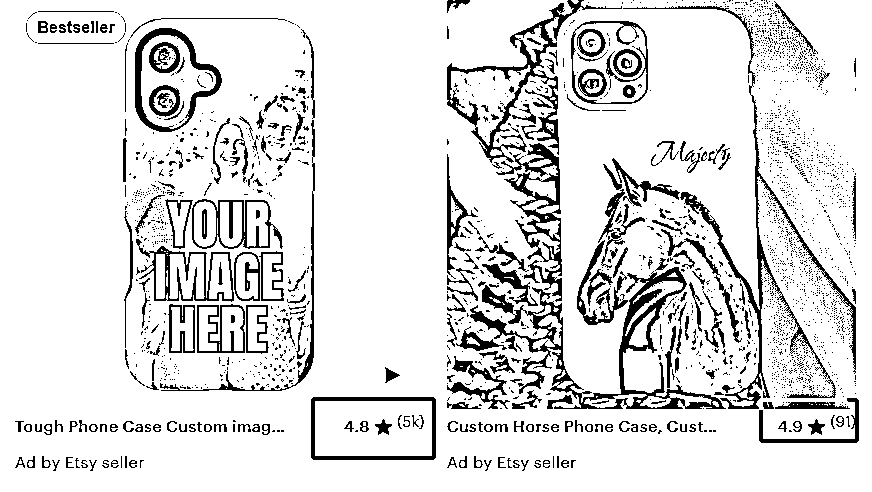 Bestseller
YOUR
IMAGE
HERE
Tough Phone Case Custom imag...
4.8 ★ (5k)
Ad by Etsy seller
Majesty
Custom Horse Phone Case, Cust...
4.9 ★ (91)
Ad by Etsy seller